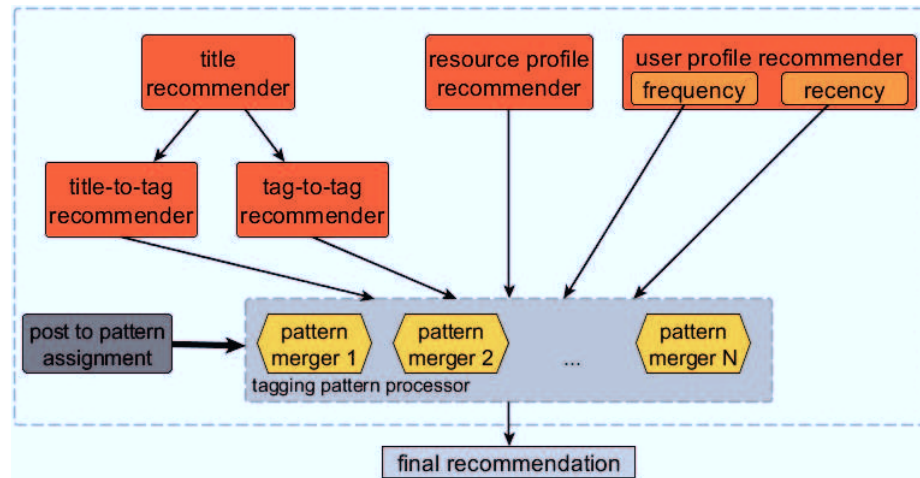 title
recommender
resource profile
recommender
user profile recommender
frequency
recency
title-to-tag
recommender
tag-to-tag
recommender
post to pattern
assignment
pattern
merger 1
pattern
merger 2
...
pattern
merger N
tagging pattern processor
final recommendation